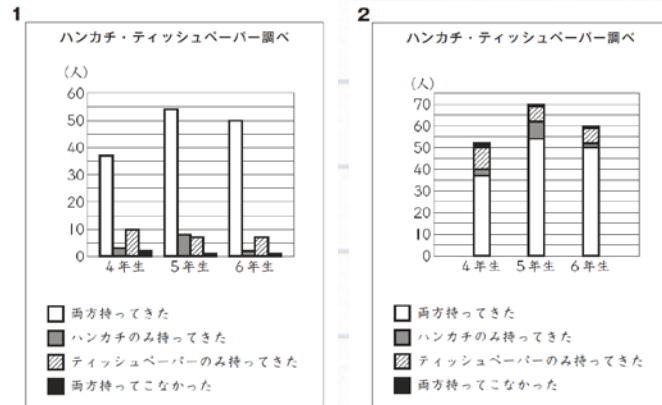 1
ハンカチ・ティッシュペーパー調べ
(人)
60
50
40
30
20
10
0
4年生 5年生 6年生
両方持ってきた
ハンカチのみ持ってきた
ティッシュペーパーのみ持ってきた
両方持ってこなかった
2
ハンカチ・ティッシュペーパー調べ
(人)
70
60
50
40
30
20
10
0
4年生 5年生 6年生
両方持ってきた
ハンカチのみ持ってきた
ティッシュペーパーのみ持ってきた
両方持ってこなかった